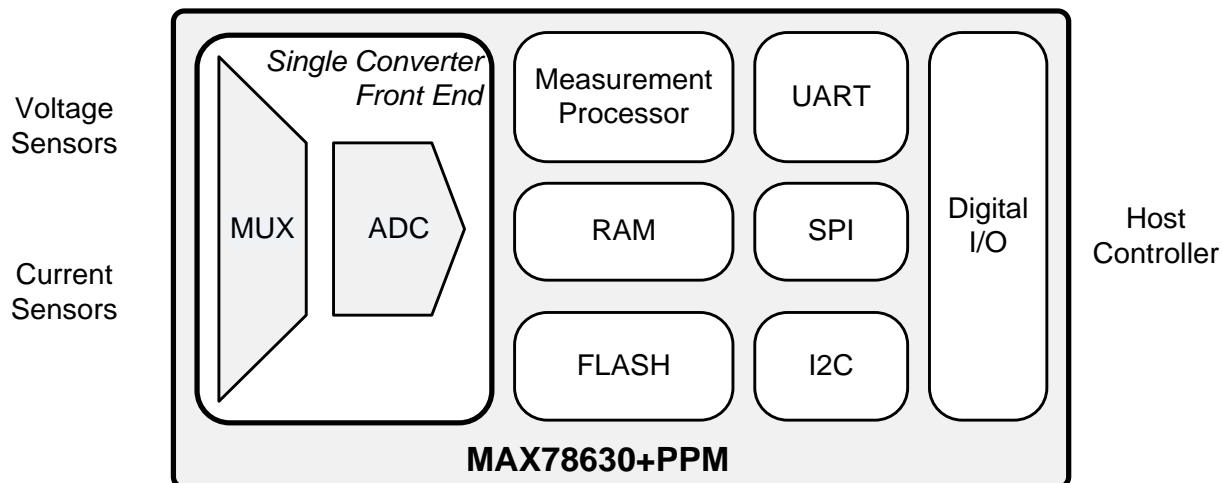 Voltage
Sensors
Current
Sensors
Single Converter
Front End
MUX
ADC
Measurement
Processor
UART
RAM
SPI
FLASH
I2C
Digital
I/O
Host
Controller
MAX78630+PPM